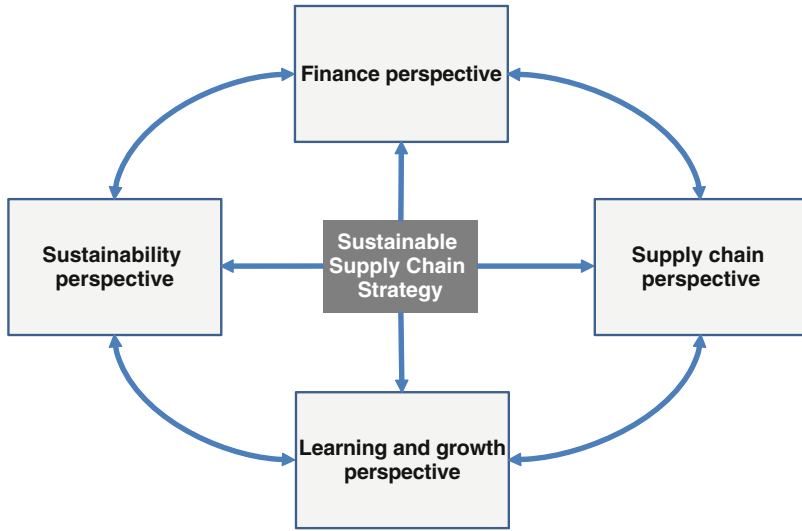 Finance perspective
Sustainability
perspective
Sustainable
Supply Chain
Strategy
Supply chain
perspective
Learning and growth
perspective